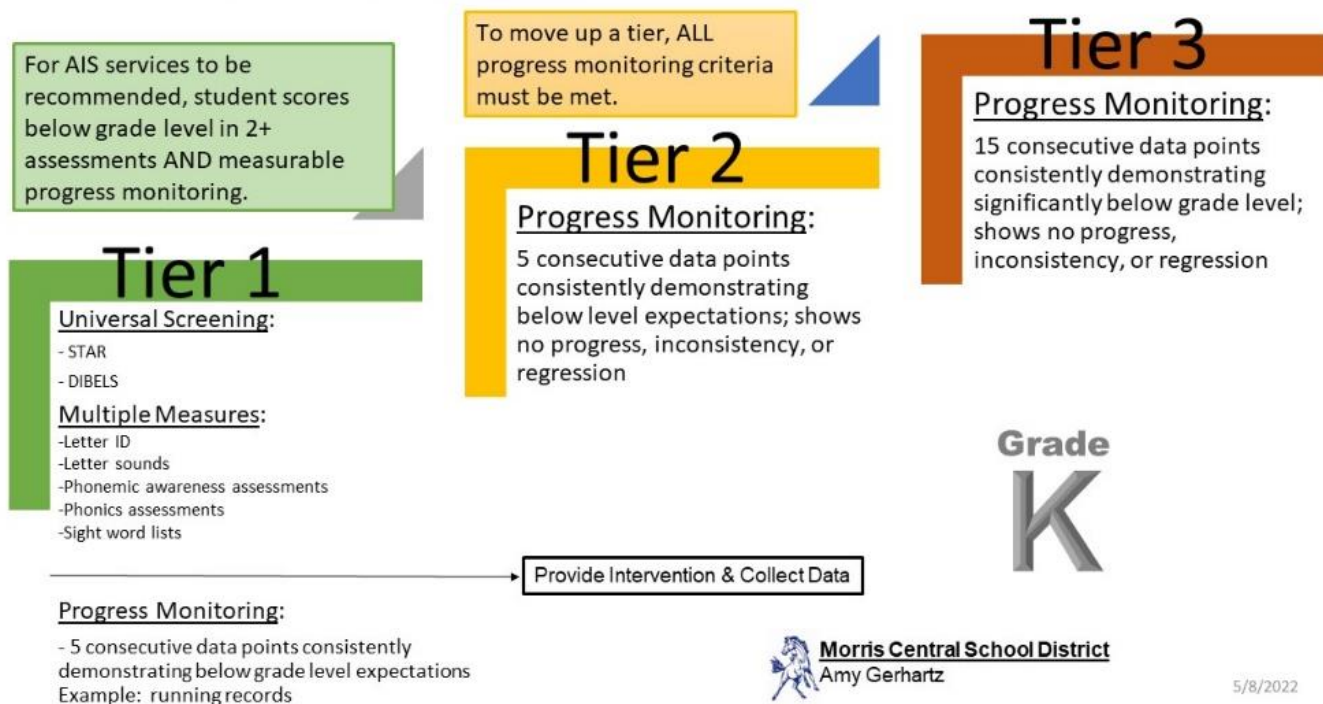 For AIS services to be
recommended, student scores
below grade level in 2+
assessments AND measurable
progress monitoring.
Tier 1
Universal Screening:
- STAR
- DIBELS
Multiple Measures:
-Letter ID
-Letter sounds
-Phonemic awareness assessments
-Phonics assessments
-Sight word lists
Progress Monitoring:
- 5 consecutive data points consistently
demonstrating below grade level expectations
Example: running records
Provide Intervention & Collect Data
To move up a tier, ALL
progress monitoring criteria
must be met.
Tier 2
Progress Monitoring:
5 consecutive data points
consistently demonstrating
below level expectations; shows
no progress, inconsistency, or
regression
Tier 3
Progress Monitoring:
15 consecutive data points
consistently demonstrating
significantly below grade level;
shows no progress,
inconsistency, or regression
Grade
K
Morris Central School District
Amy Gerhartz
5/8/2022